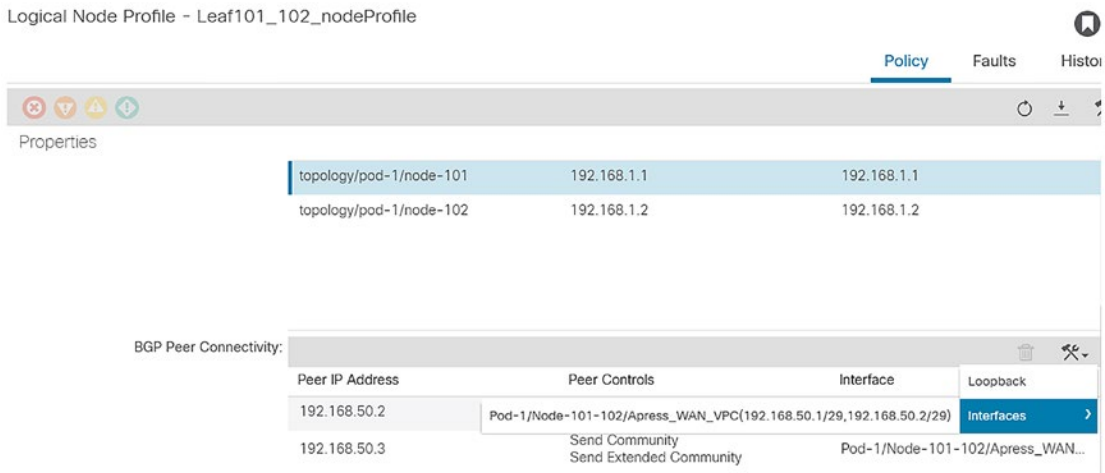 Logical Node Profile - Leaf101_102_nodeProfile
Policy Faults Histor
Properties
topology/pod-1/node-101 192.168.1.1 192.168.1.1
topology/pod-1/node-102 192.168.1.2 192.168.1.2
BGP Peer Connectivity:
Peer IP Address Peer Controls Interface Loopback
192.168.50.2 Pod-1/Node-101-102/Apress_WAN_VPC(192.168.50.1/29,192.168.50.2/29) Interfaces
192.168.50.3 Send Community Pod-1/Node-101-102/Apress_WAN...
Send Extended Community